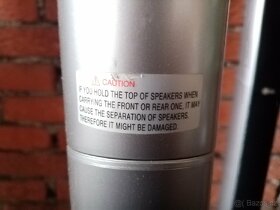 CAUTION
IF YOU HOLD THE TOP OF SPEAKERS WHEN
CARRYING THE FRONT OR REAR ONE, IT MAY
CAUSE THE SEPARATION OF SPEAKERS.
THEREFORE IT MIGHT BE DAMAGED.